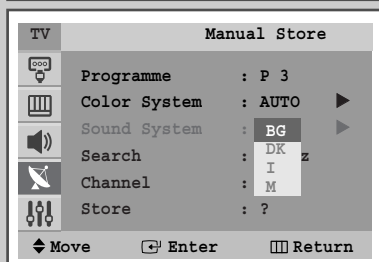 TV Manual Store
Programme : P 3
Color System : AUTO
Sound System : BG
DK
Search : z
I
Channel :
M
Store : ?
Move Enter Return